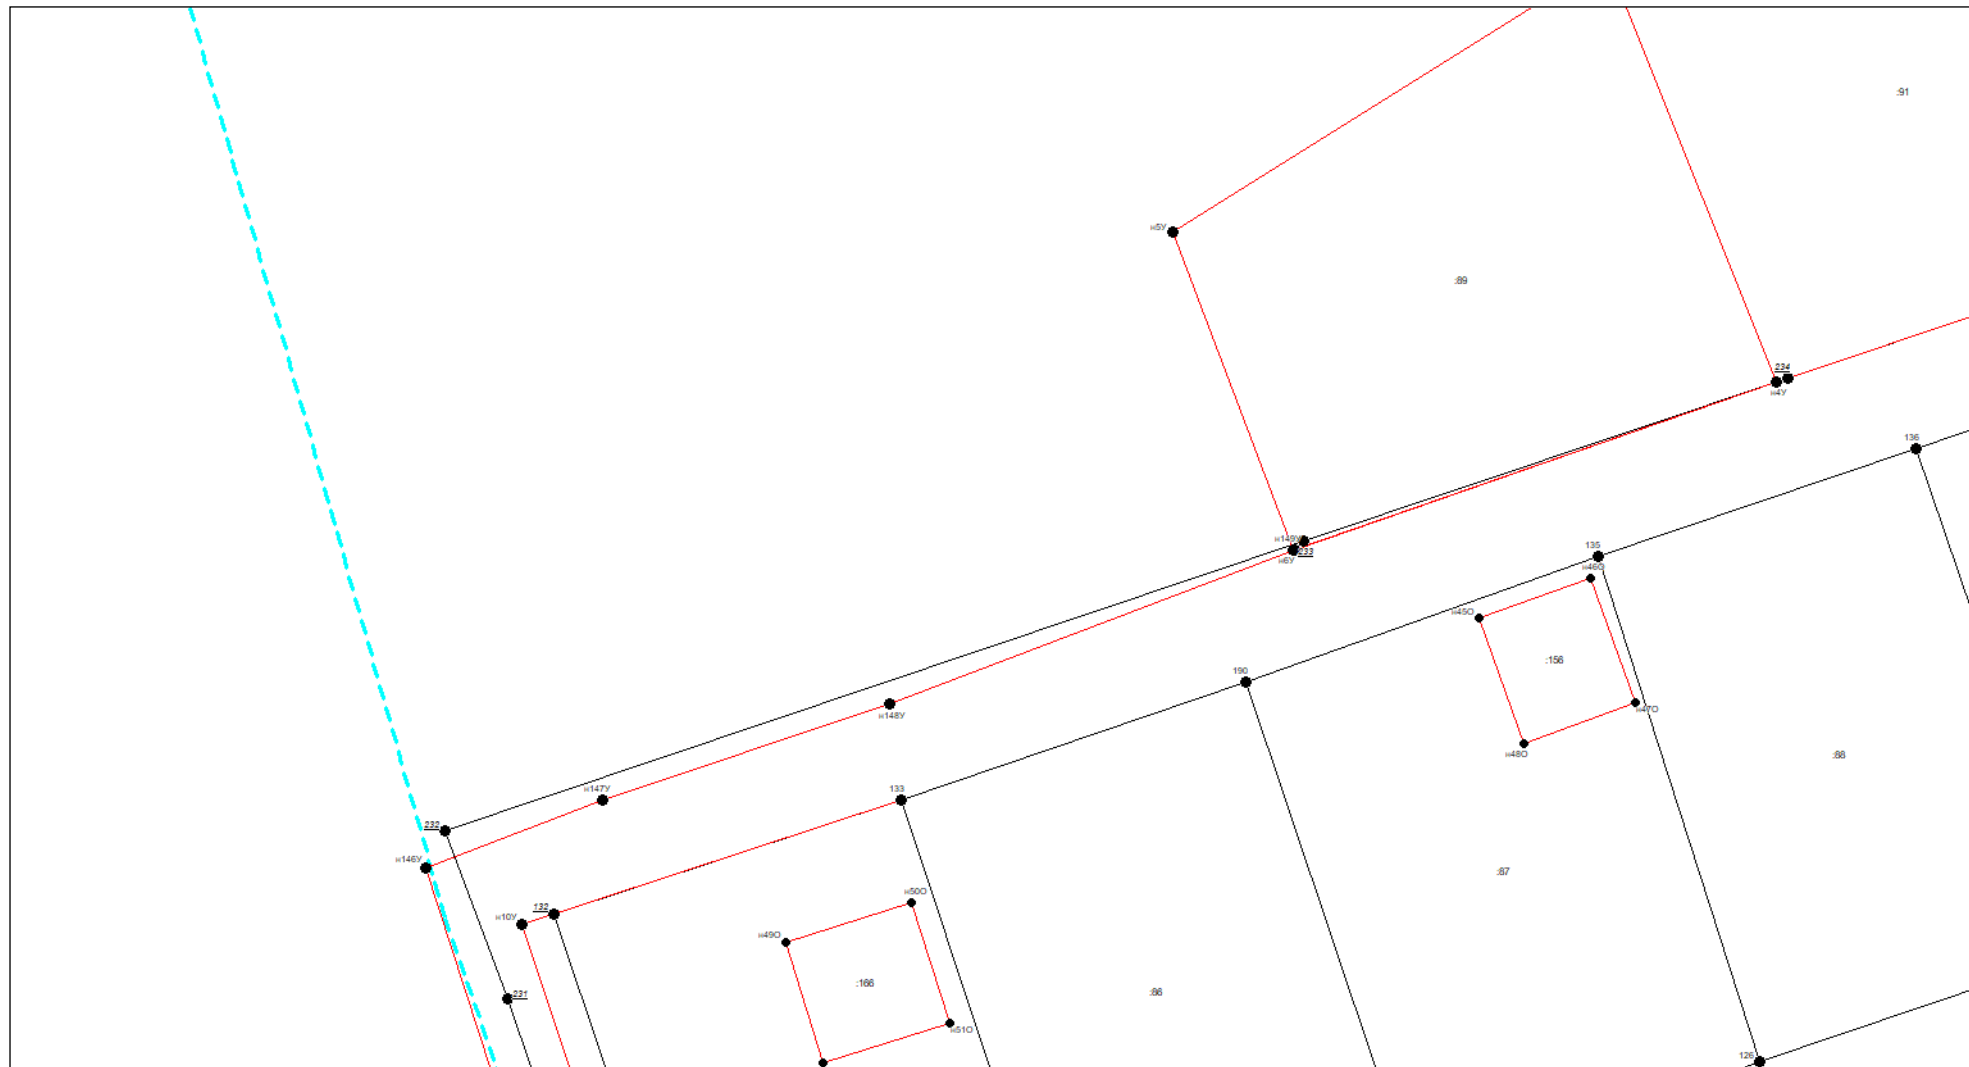 :91
н5У
:89
234
н4У
136
н149У
233
н6У
135
н46О
н45О
:156
190
н47О
н148У
н48О
:88
н147У
133
232
н146У
:87
н50О
132
н10У
н49О
:166
:86
231
н51О
126